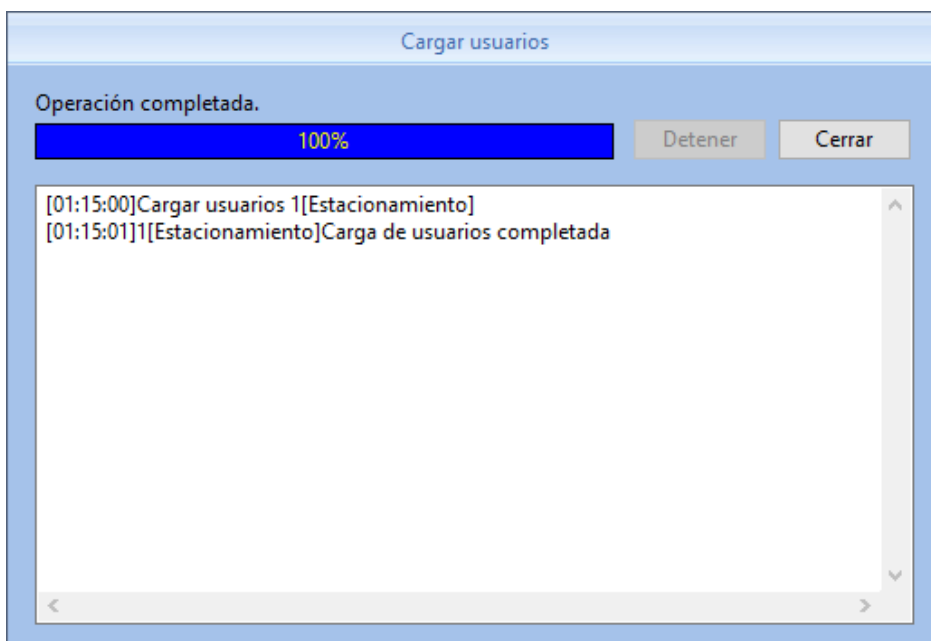 Cargar usuarios
Operación completada.
100%
Detener
Cerrar
[01:15:00]Cargar usuarios 1[Estacionamiento]
[01:15:01]1[Estacionamiento]Carga de usuarios completada